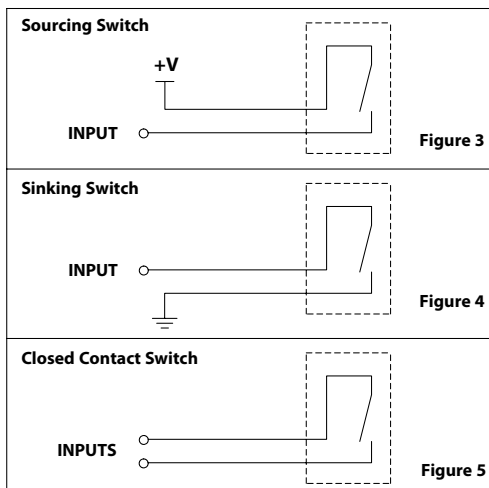 Sourcing Switch
+V
INPUT
Figure 3
Sinking Switch
INPUT
Figure 4
Closed Contact Switch
INPUTS
Figure 5